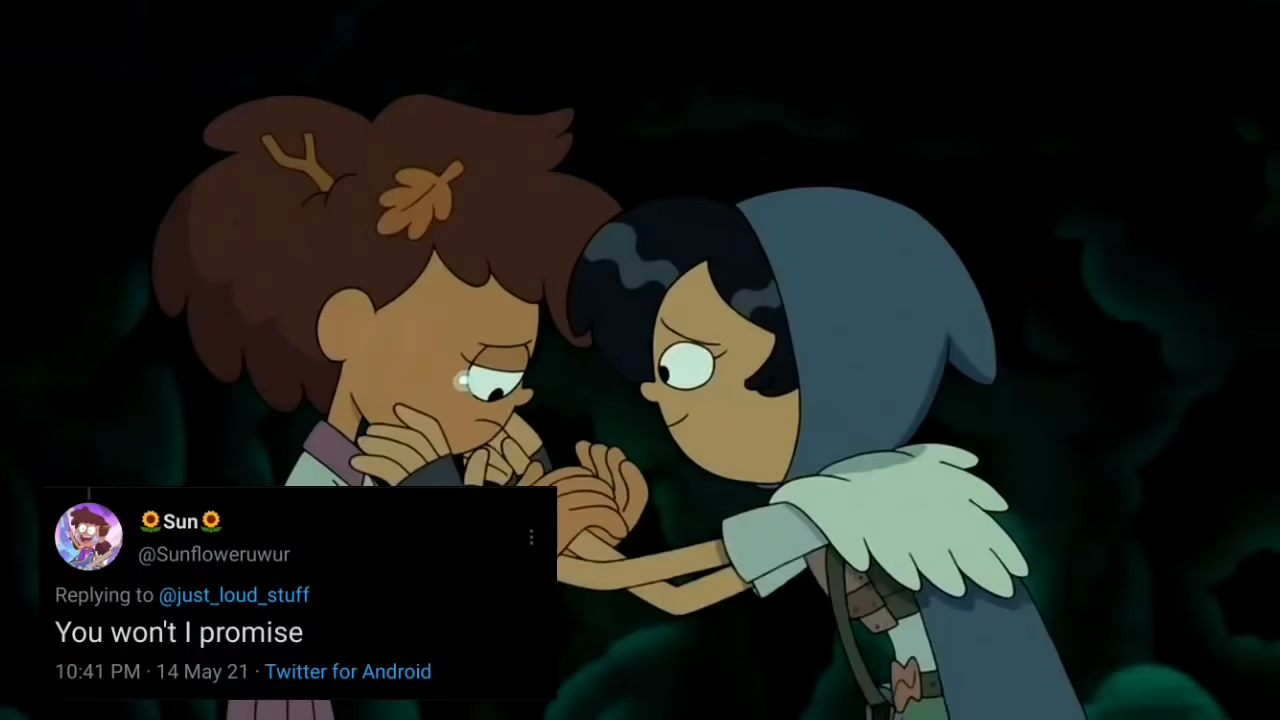 🌻Sun🌻
@Sunfloweruwur
Replying to @just_loud_stuff
You won't I promise
10:41 PM · 14 May 21 · Twitter for Android